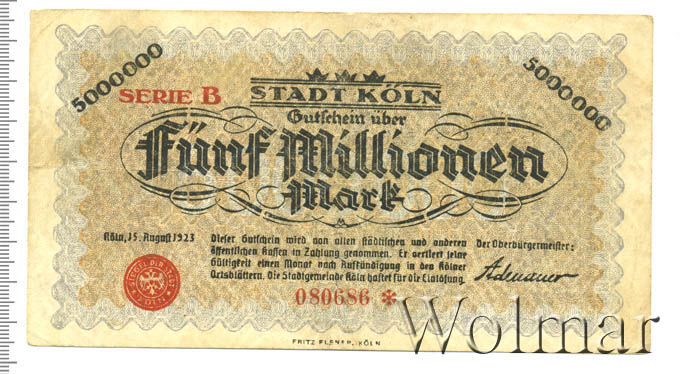 5000000
5000000
SERIE B
STADT KÖLN
Gutschein über
Fünf Millionen
Mark
Köln, 15. August 1923
Dieser Gutschein wird von allen städtischen und anderen
öffentlichen Kassen in Zahlung genommen. Er verliert seine
Gültigkeit einen Monat nach Aufkündigung in den Kölner
Ortsblättern. Die Stadtgemeinde Köln haftet für die Einlösung.
Der Oberbürgermeister:
Adenauer
080686 *
FRITZ ELSNER, KÖLN
Wolmar